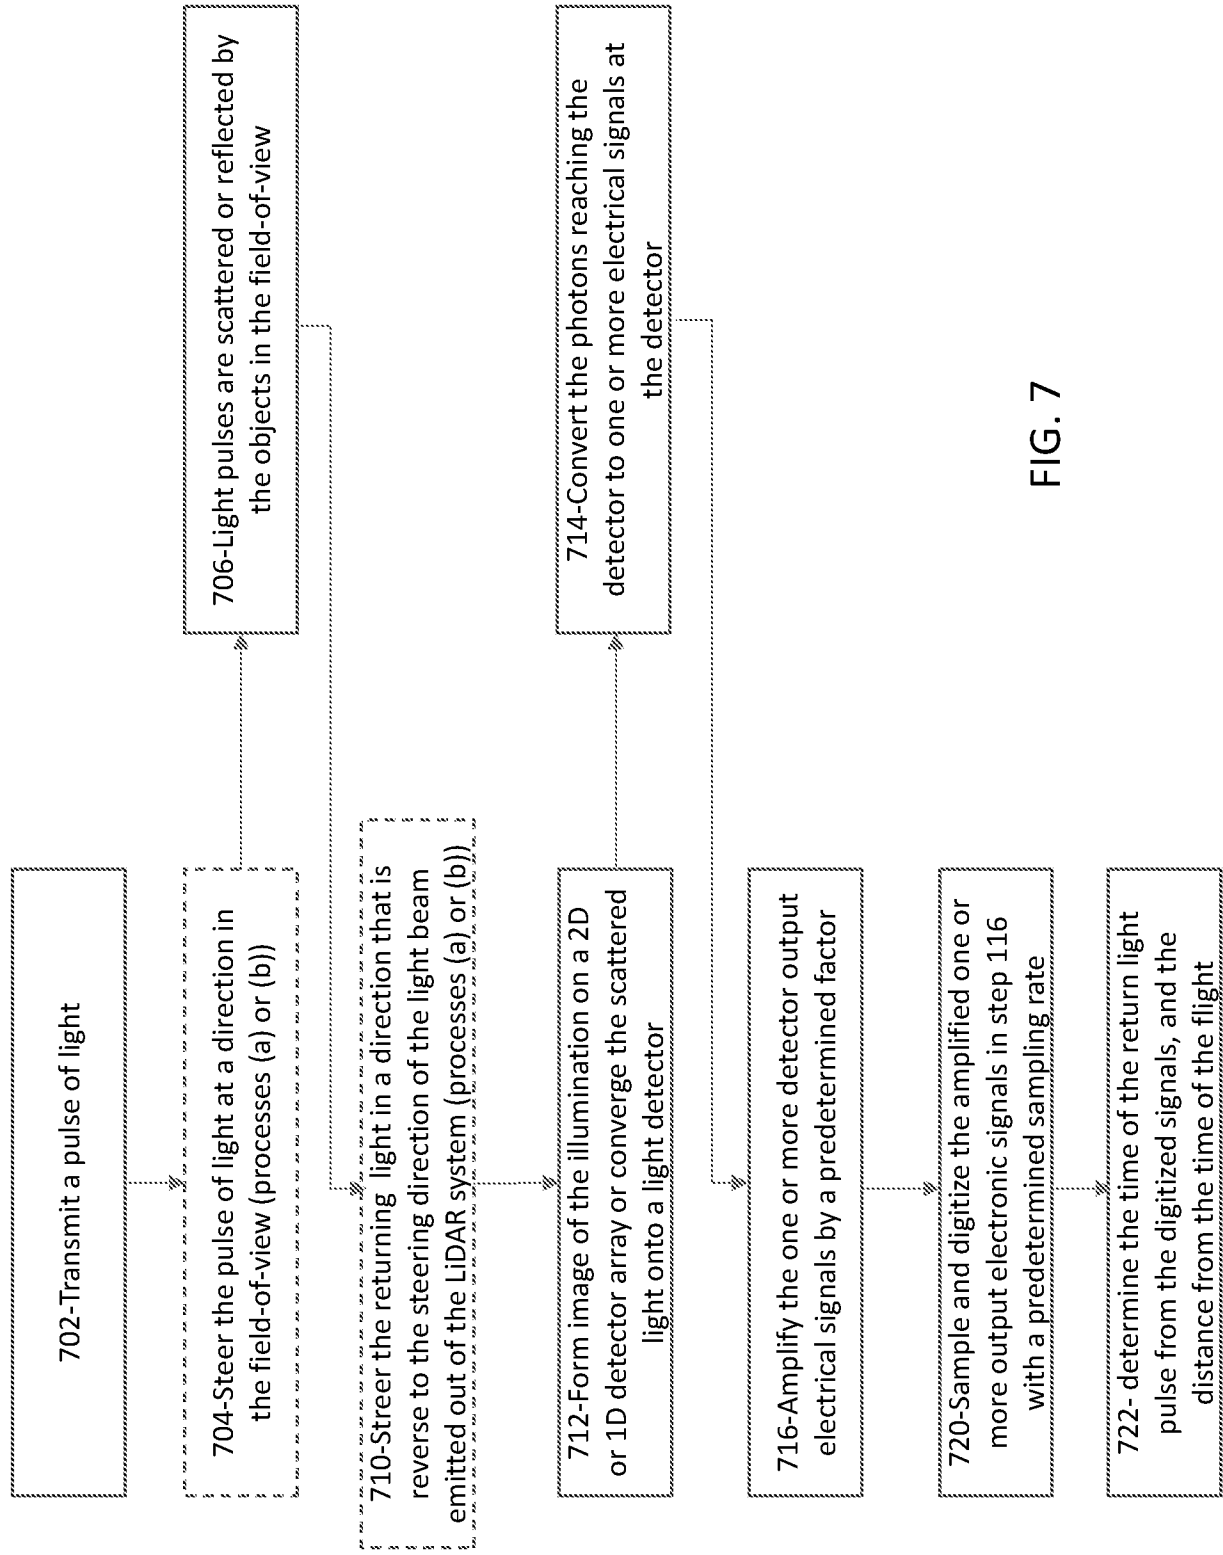 702-Transmit a pulse of light
704-Steer the pulse of light at a direction in
the field-of-view (processes (a) or (b))
706-Light pulses are scattered or reflected by
the objects in the field-of-view
710-Streer the returning light in a direction that is
reverse to the steering direction of the light beam
emitted out of the LiDAR system (processes (a) or (b))
712-Form image of the illumination on a 2D
or 1D detector array or converge the scattered
light onto a light detector
714-Convert the photons reaching the
detector to one or more electrical signals at
the detector
716-Amplify the one or more detector output
electrical signals by a predetermined factor
720-Sample and digitize the amplified one or
more output electronic signals in step 116
with a predetermined sampling rate
722- determine the time of the return light
pulse from the digitized signals, and the
distance from the time of the flight
FIG. 7